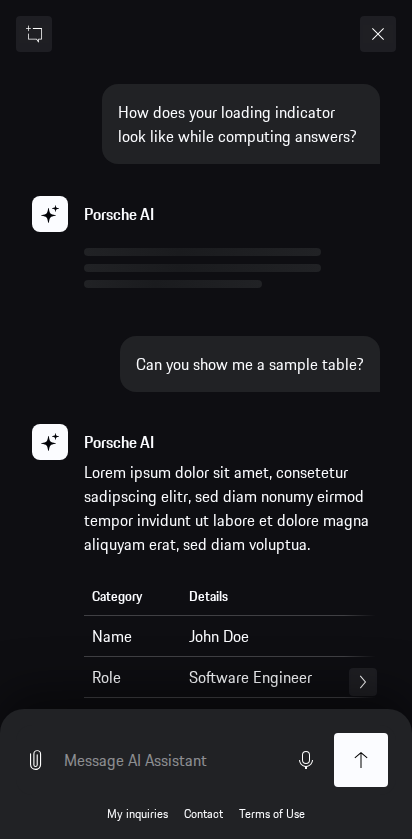 How does your loading indicator
look like while computing answers?
Porsche AI
Can you show me a sample table?
Porsche AI
Lorem ipsum dolor sit amet, consetetur
sadipscing elitr, sed diam nonumy eirmod
tempor invidunt ut labore et dolore magna
aliquyam erat, sed diam voluptua.
Category Details
Name John Doe
Role Software Engineer
Message AI Assistant
My inquiries Contact Terms of Use